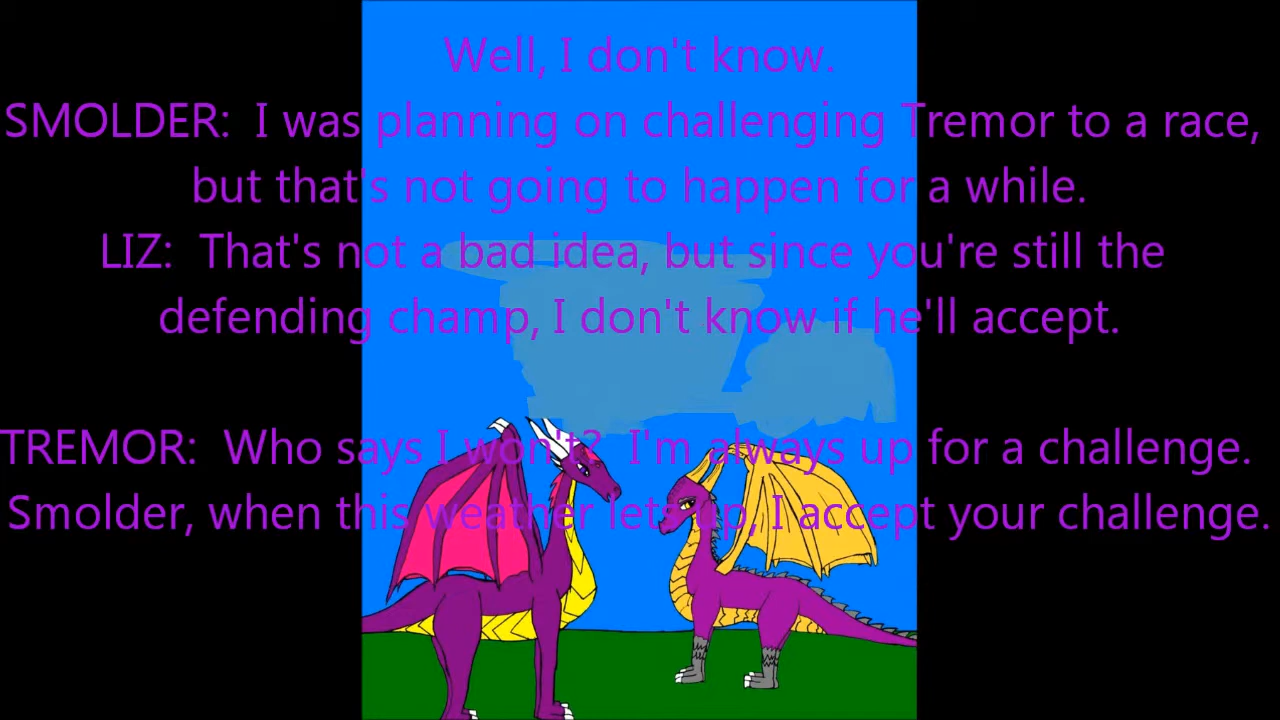 Well, I don't know.
SMOLDER:  I was planning on challenging Tremor to a race,
but that's not going to happen for a while.
LIZ:  That's not a bad idea, but since you're still the
defending champ, I don't know if he'll accept.
TREMOR:  Who says I won't?  I'm always up for a challenge.
Smolder, when this weather lets up, I accept your challenge.